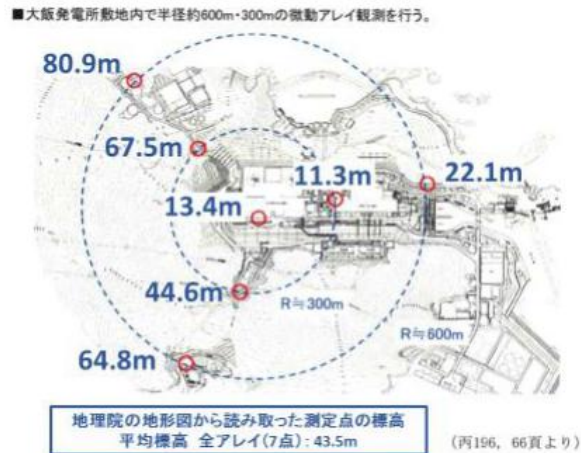 ■大飯発電所敷地内で半径約600m・300mの微動アレイ観測を行う。
80.9m
67.5m
11.3m
22.1m
13.4m
44.6m
R≒300m
R≒600m
64.8m
地理院の地形図から読み取った測定点の標高
平均標高 全アレイ(7点)：43.5m
(丙196，66頁より)